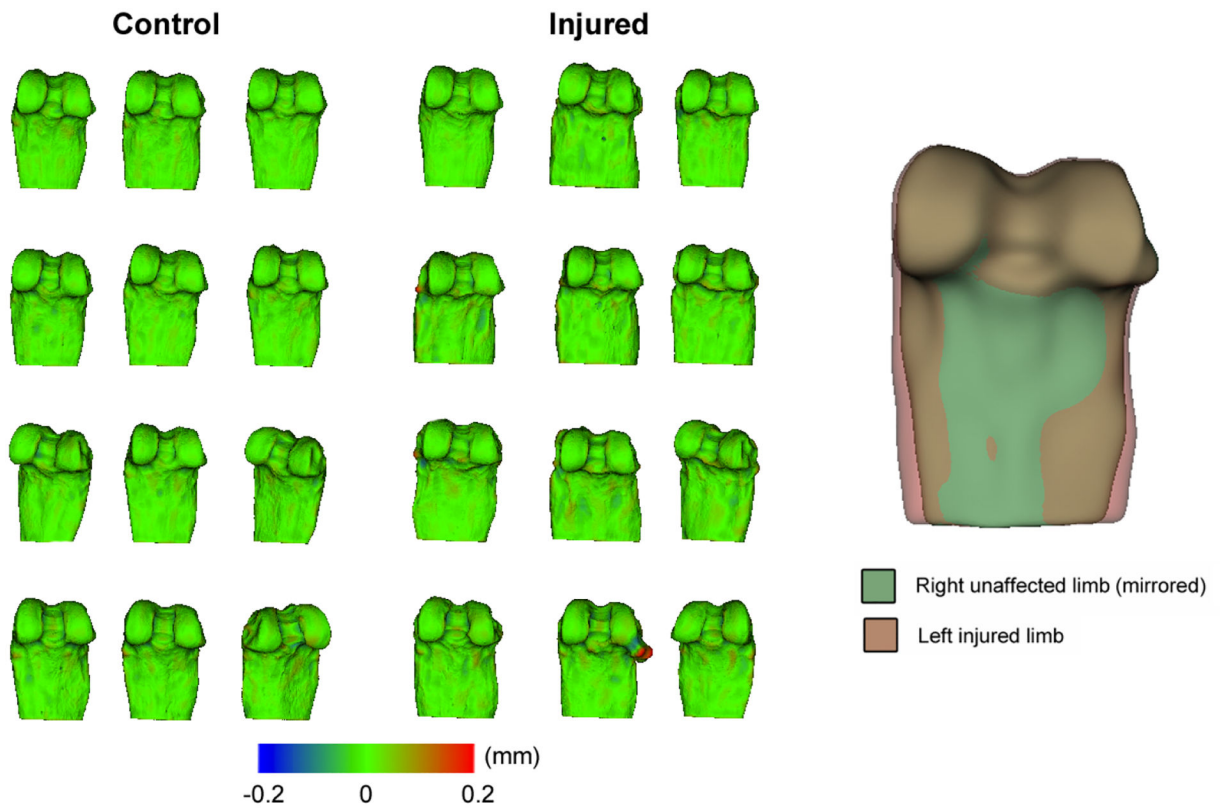 Control
Injured
Right unaffected limb (mirrored)
Left injured limb
(mm)
-0.2 0 0.2